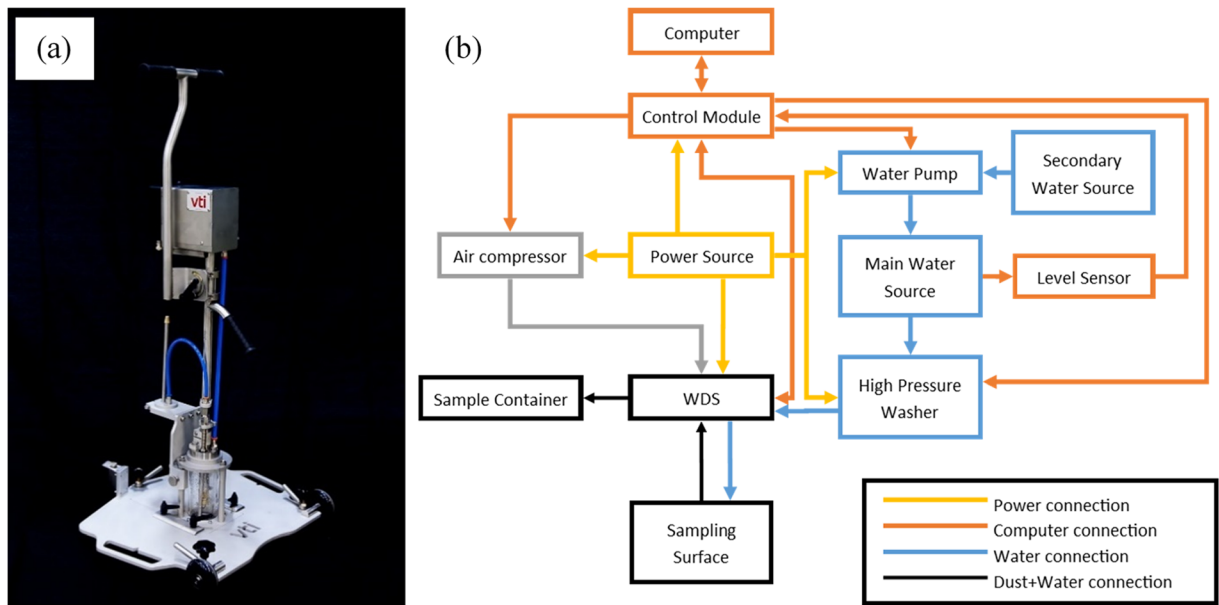 (a)
vti
vti
(b)
Computer
Control Module
Water Pump
Secondary
Water Source
Air compressor
Power Source
Main Water
Source
Level Sensor
Sample Container
WDS
High Pressure
Washer
Sampling
Surface
Power connection
Computer connection
Water connection
Dust+Water connection